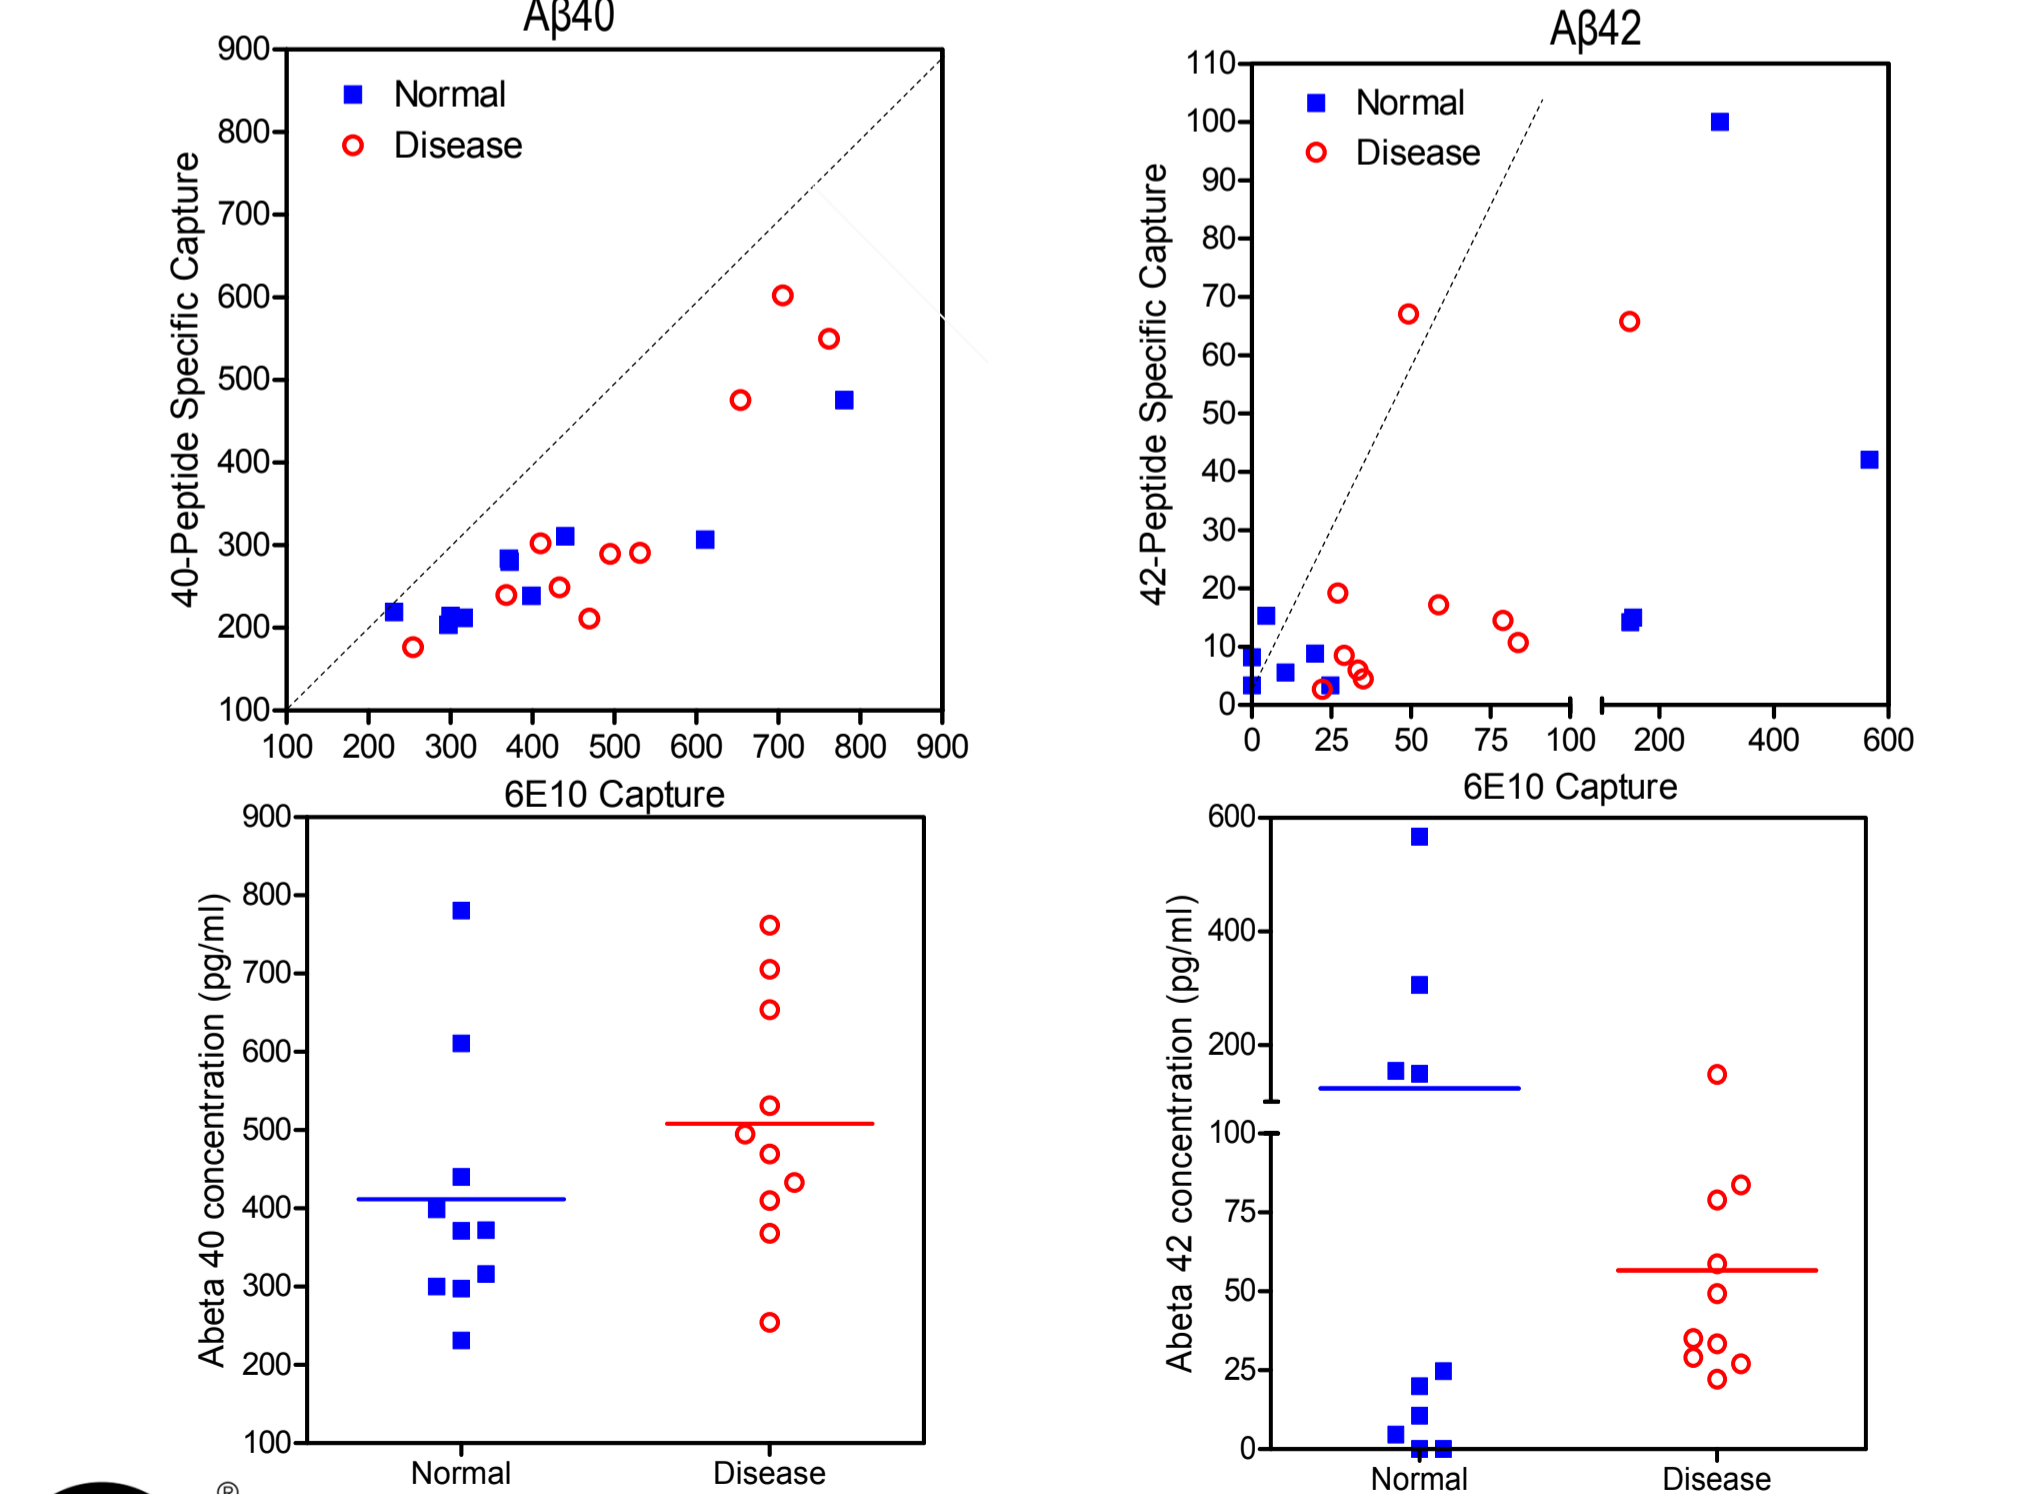 Aβ40
900
800
700
600
500
400
300
200
100
40-Peptide Specific Capture
Normal
Disease
100 200 300 400 500 600 700 800 900
6E10 Capture
Aβ42
110
100
90
80
70
60
50
40
30
20
10
0
42-Peptide Specific Capture
Normal
Disease
0 25 50 75 100 200 400 600
6E10 Capture
900
800
700
600
500
400
300
200
100
Abeta 40 concentration (pg/ml)
Normal Disease
600
400
200
100
75
50
25
0
Abeta 42 concentration (pg/ml)
Normal Disease
®